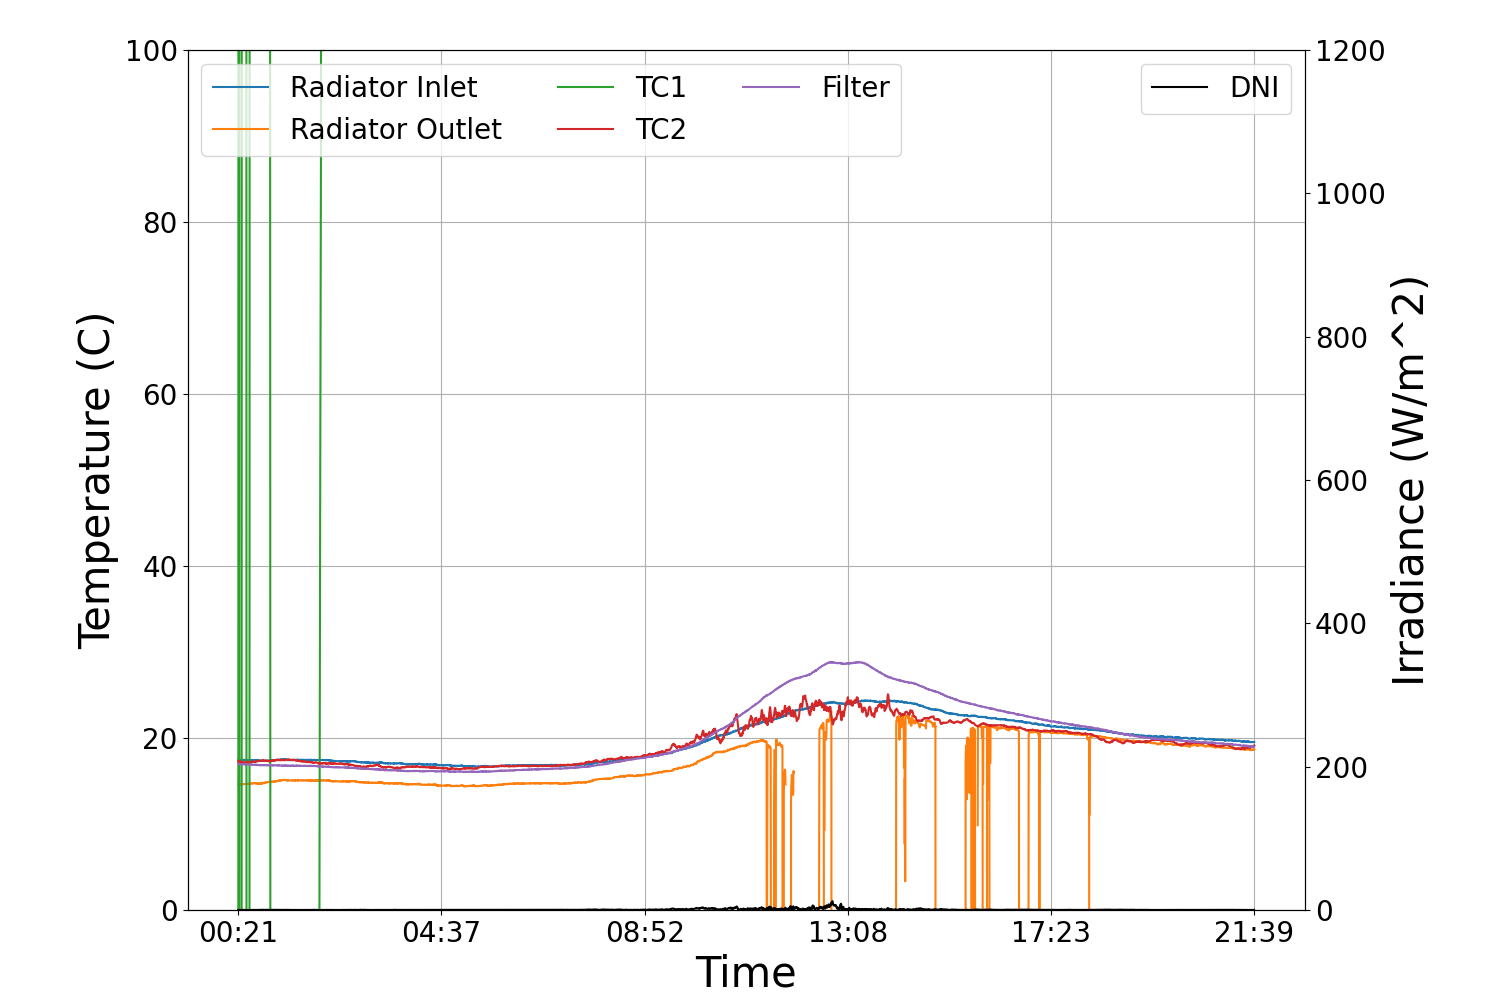 Radiator Inlet
Radiator Outlet
TC1
TC2
Filter
DNI
100
80
60
40
20
0
Temperature (C)
1200
1000
800
600
400
200
0
Irradiance (W/m^2)
00:21 04:37 08:52 13:08 17:23 21:39
Time